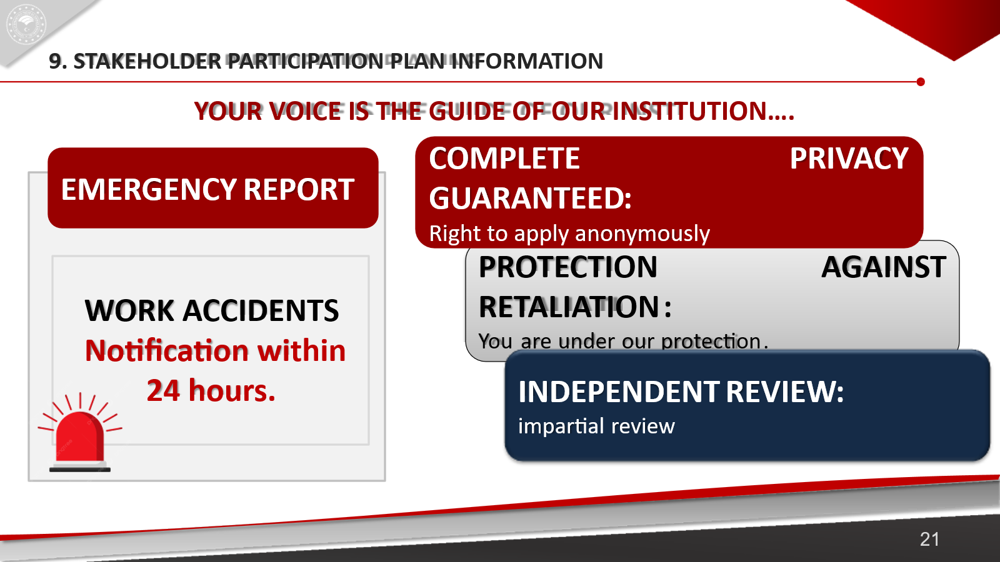 9. STAKEHOLDER PARTICIPATION PLAN INFORMATION
YOUR VOICE IS THE GUIDE OF OUR INSTITUTION....
EMERGENCY REPORT
WORK ACCIDENTS
Notification within
24 hours.
COMPLETE PRIVACY
GUARANTEED:
Right to apply anonymously
PROTECTION AGAINST
RETALIATION :
You are under our protection.
INDEPENDENT REVIEW:
impartial review
21